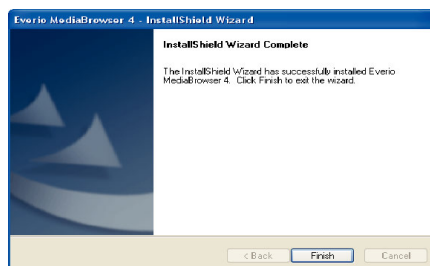 Everio MediaBrowser 4 - InstallShield Wizard
InstallShield Wizard Complete
The InstallShield Wizard has successfully installed Everio
MediaBrowser 4. Click Finish to exit the wizard.
< Back Finish Cancel